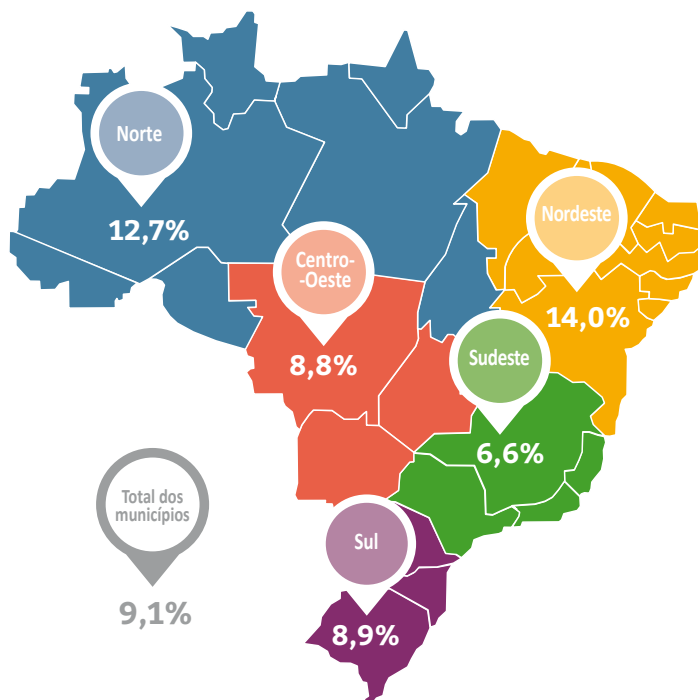 Norte
12,7%
Nordeste
14,0%
Centro-
-Oeste
8,8%
Sudeste
6,6%
Total dos
municípios
9,1%
Sul
8,9%